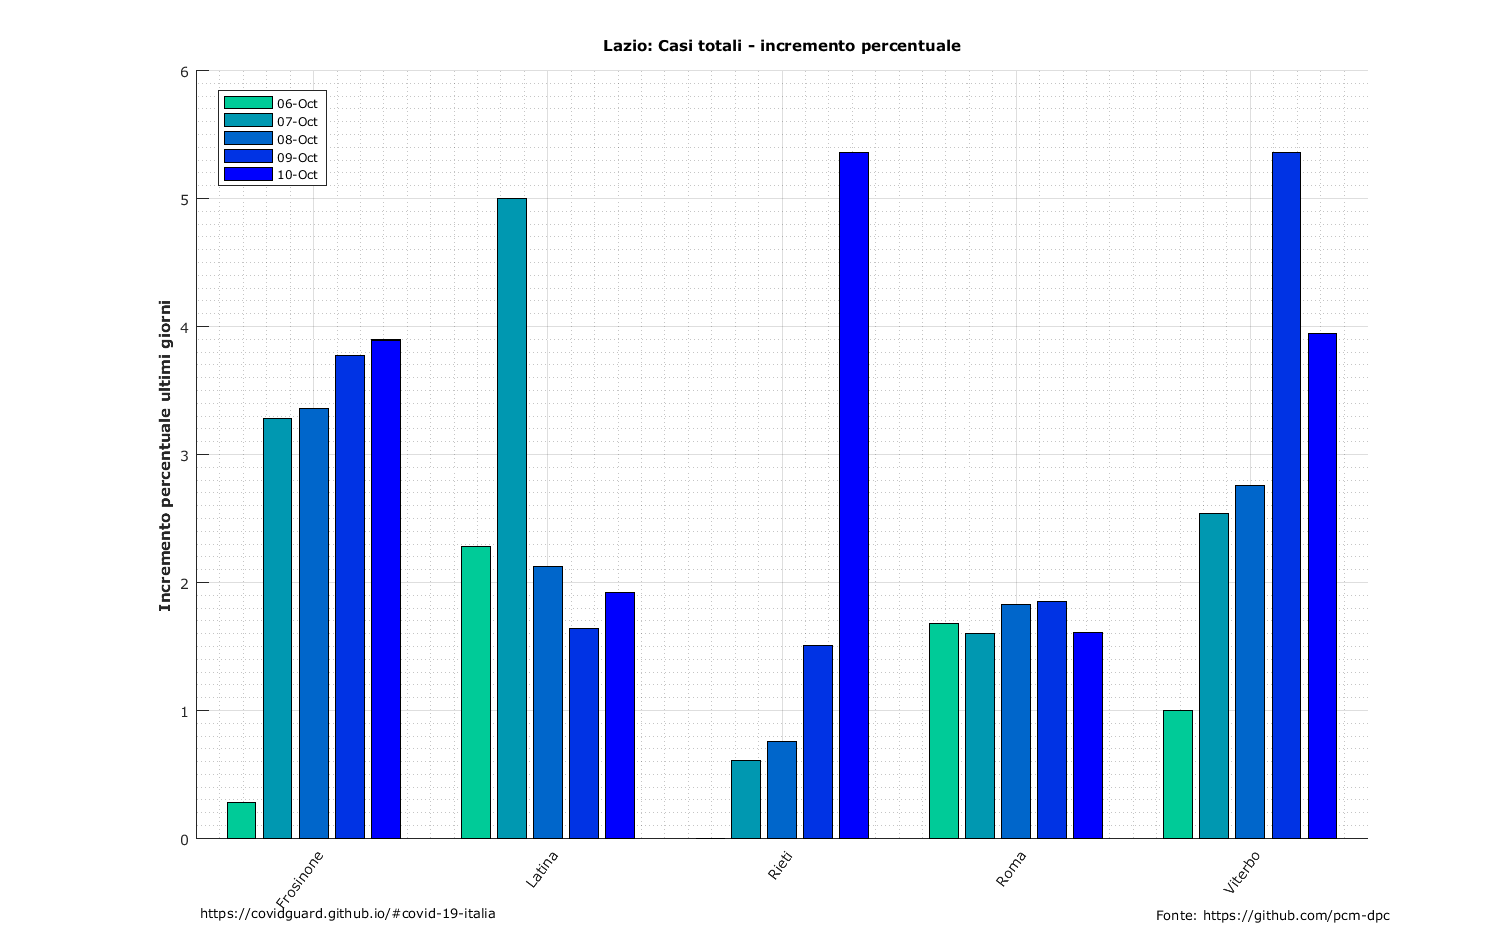 Lazio: Casi totali - incremento percentuale
6
5
4
3
2
1
0
Incremento percentuale ultimi giorni
06-Oct
07-Oct
08-Oct
09-Oct
10-Oct
Frosinone
Latina
Rieti
Roma
Viterbo
https://covidguard.github.io/#covid-19-italia
Fonte: https://github.com/pcm-dpc